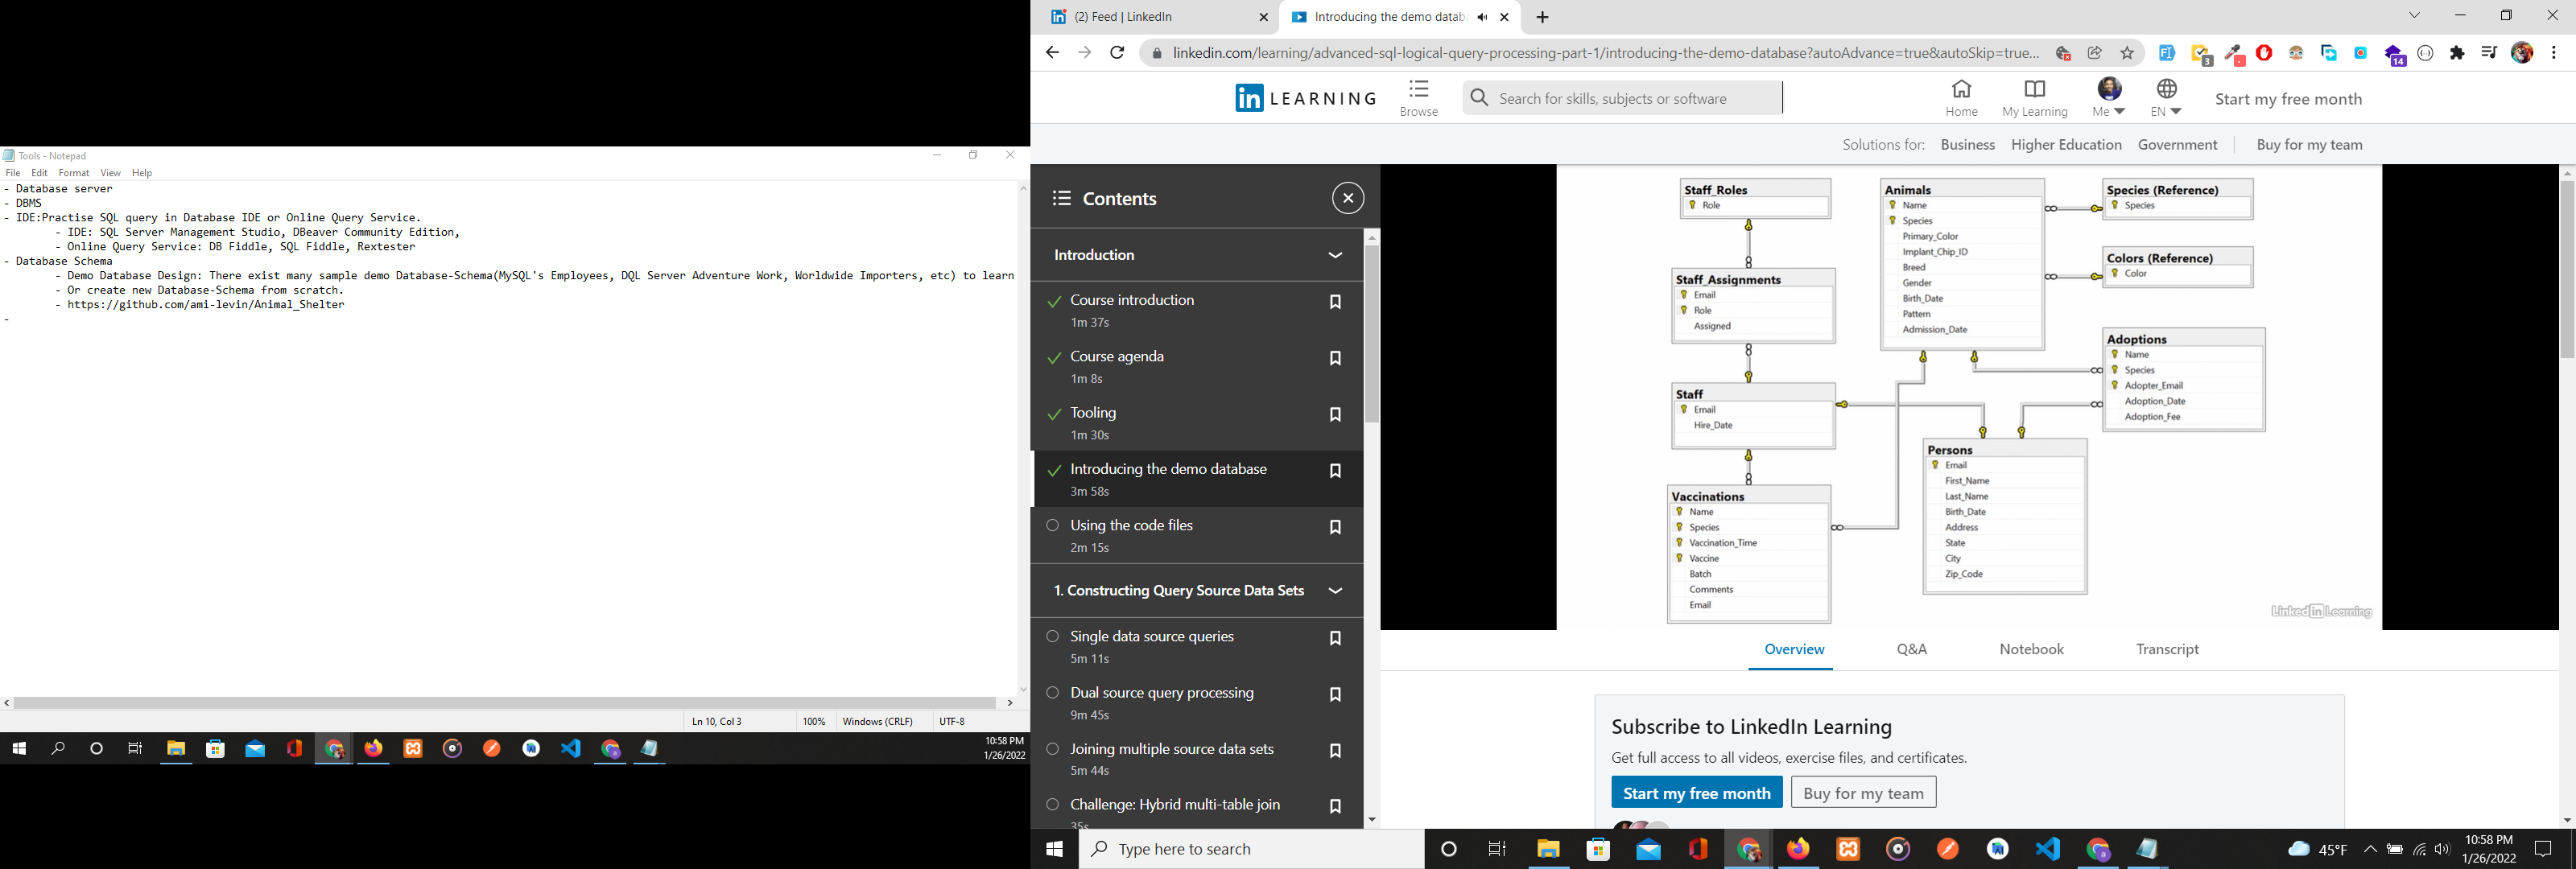 Tools - Notepad
File Edit Format View Help
- Database server
- DBMS
- IDE:Practise SQL query in Database IDE or Online Query Service.
- IDE: SQL Server Management Studio, DBeaver Community Edition,
- Online Query Service: DB Fiddle, SQL Fiddle, Rextester
- Database Schema
- Demo Database Design: There exist many sample demo Database-Schema(MySQL's Employees, DQL Server Adventure Work, Worldwide Importers, etc) to learn
- Or create new Database-Schema from scratch.
- https://github.com/ami-levin/Animal_Shelter
-
Ln 10, Col 3 100% Windows (CRLF) UTF-8
10:58 PM
1/26/2022
(2) Feed | LinkedIn
Introducing the demo datab
linkedin.com/learning/advanced-sql-logical-query-processing-part-1/introducing-the-demo-database?autoAdvance=true&autoSkip=true...
3
14
in LEARNING
Browse
Search for skills, subjects or software
Home
My Learning
Me
EN
Start my free month
Solutions for: Business Higher Education Government Buy for my team
Contents
Introduction
Course introduction
1m 37s
Course agenda
1m 8s
Tooling
1m 30s
Introducing the demo database
3m 58s
Using the code files
2m 15s
1. Constructing Query Source Data Sets
Single data source queries
5m 11s
Dual source query processing
9m 45s
Joining multiple source data sets
5m 44s
Challenge: Hybrid multi-table join
35s
Staff_Roles
Role
Staff_Assignments
Email
Role
Assigned
Staff
Email
Hire_Date
Vaccinations
Name
Species
Vaccination_Time
Vaccine
Batch
Comments
Email
Animals
Name
Species
Primary_Color
Implant_Chip_ID
Breed
Gender
Birth_Date
Pattern
Admission_Date
Species (Reference)
Species
Colors (Reference)
Color
Adoptions
Name
Species
Adopter_Email
Adoption_Date
Adoption_Fee
Persons
Email
First_Name
Last_Name
Birth_Date
Address
State
City
Zip_Code
Linked in Learning
Overview Q&A Notebook Transcript
Subscribe to LinkedIn Learning
Get full access to all videos, exercise files, and certificates.
Start my free month Buy for my team
Type here to search
45°F
10:58 PM
1/26/2022